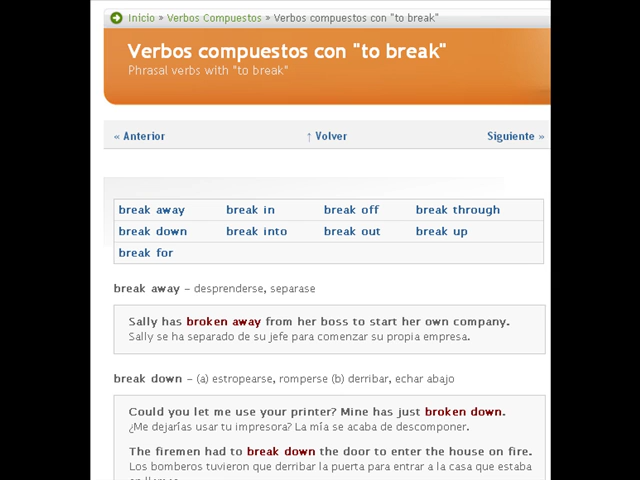 Inicio » Verbos Compuestos » Verbos compuestos con "to break"
Verbos compuestos con "to break"
Phrasal verbs with "to break"
« Anterior ↑ Volver Siguiente »
break away break in break off break through
break down break into break out break up
break for
break away – desprenderse, separase
Sally has broken away from her boss to start her own company.
Sally se ha separado de su jefe para comenzar su propia empresa.
break down – (a) estropearse, romperse (b) derribar, echar abajo
Could you let me use your printer? Mine has just broken down.
¿Me dejarías usar tu impresora? La mía se acaba de descomponer.
The firemen had to break down the door to enter the house on fire.
Los bomberos tuvieron que derribar la puerta para entrar a la casa que estaba